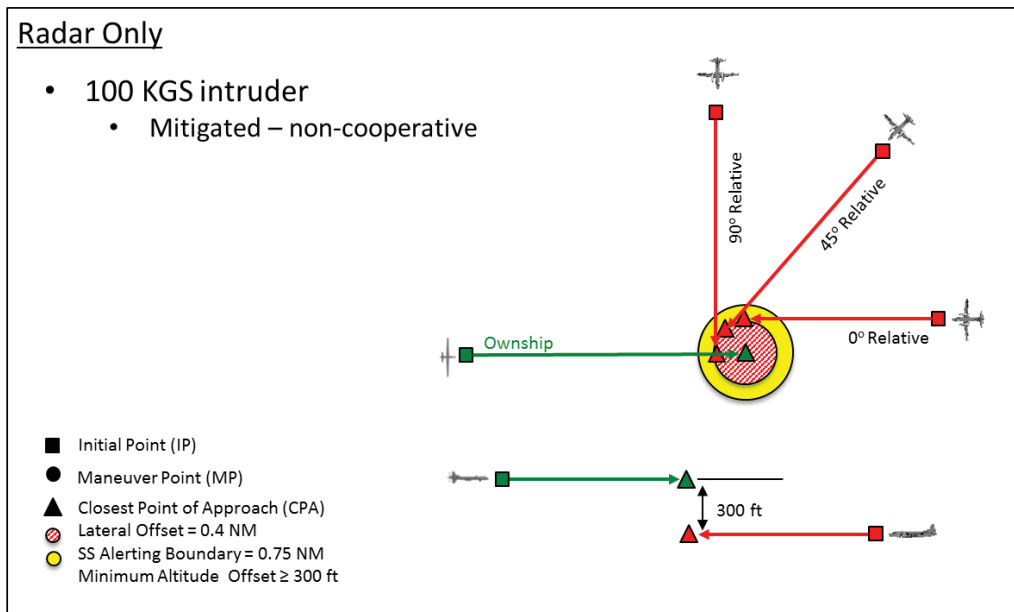 Radar Only
• 100 KGS intruder
• Mitigated – non-cooperative
90° Relative
45° Relative
0° Relative
Ownship
Initial Point (IP)
Maneuver Point (MP)
Closest Point of Approach (CPA)
Lateral Offset = 0.4 NM
SS Alerting Boundary = 0.75 NM
Minimum Altitude Offset ≥ 300 ft
300 ft